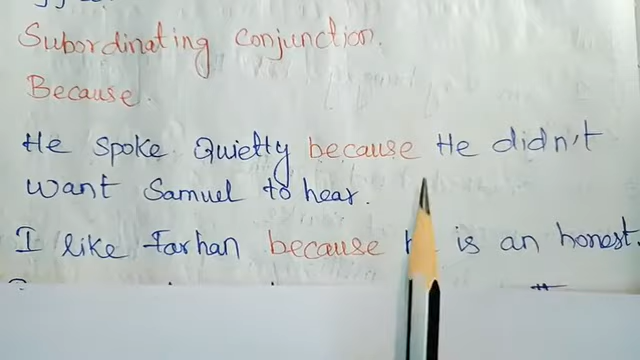 Subordinating conjunction.
Because.
He spoke Quietly because He didn't
want Samuel to hear.
I like Farhan because is an honest.